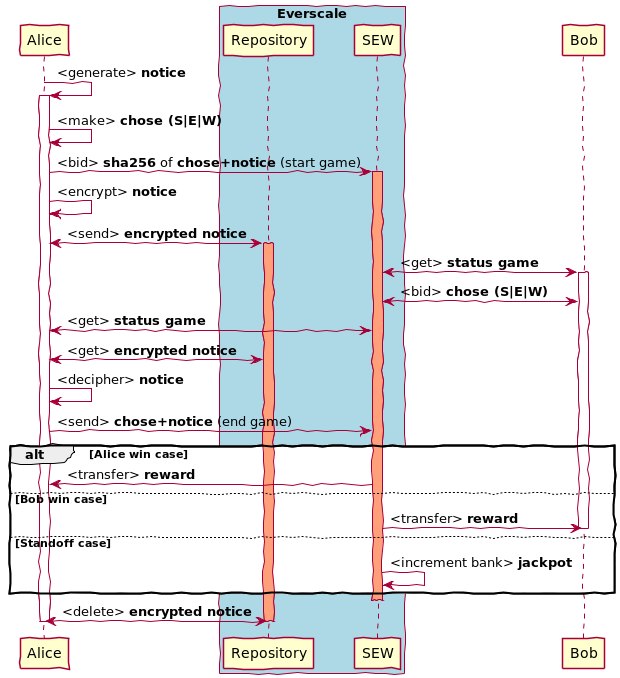 Everscale
Alice
Repository
SEW
Bob
<generate> notice
<make> chose (S|E|W)
<bid> sha256 of chose+notice (start game)
<encrypt> notice
<send> encrypted notice
<get> status game
<bid> chose (S|E|W)
<get> status game
<get> encrypted notice
<decipher> notice
<send> chose+notice (end game)
alt
[Alice win case]
<transfer> reward
[Bob win case]
<transfer> reward
[Standoff case]
<increment bank> jackpot
<delete> encrypted notice
Alice
Repository
SEW
Bob